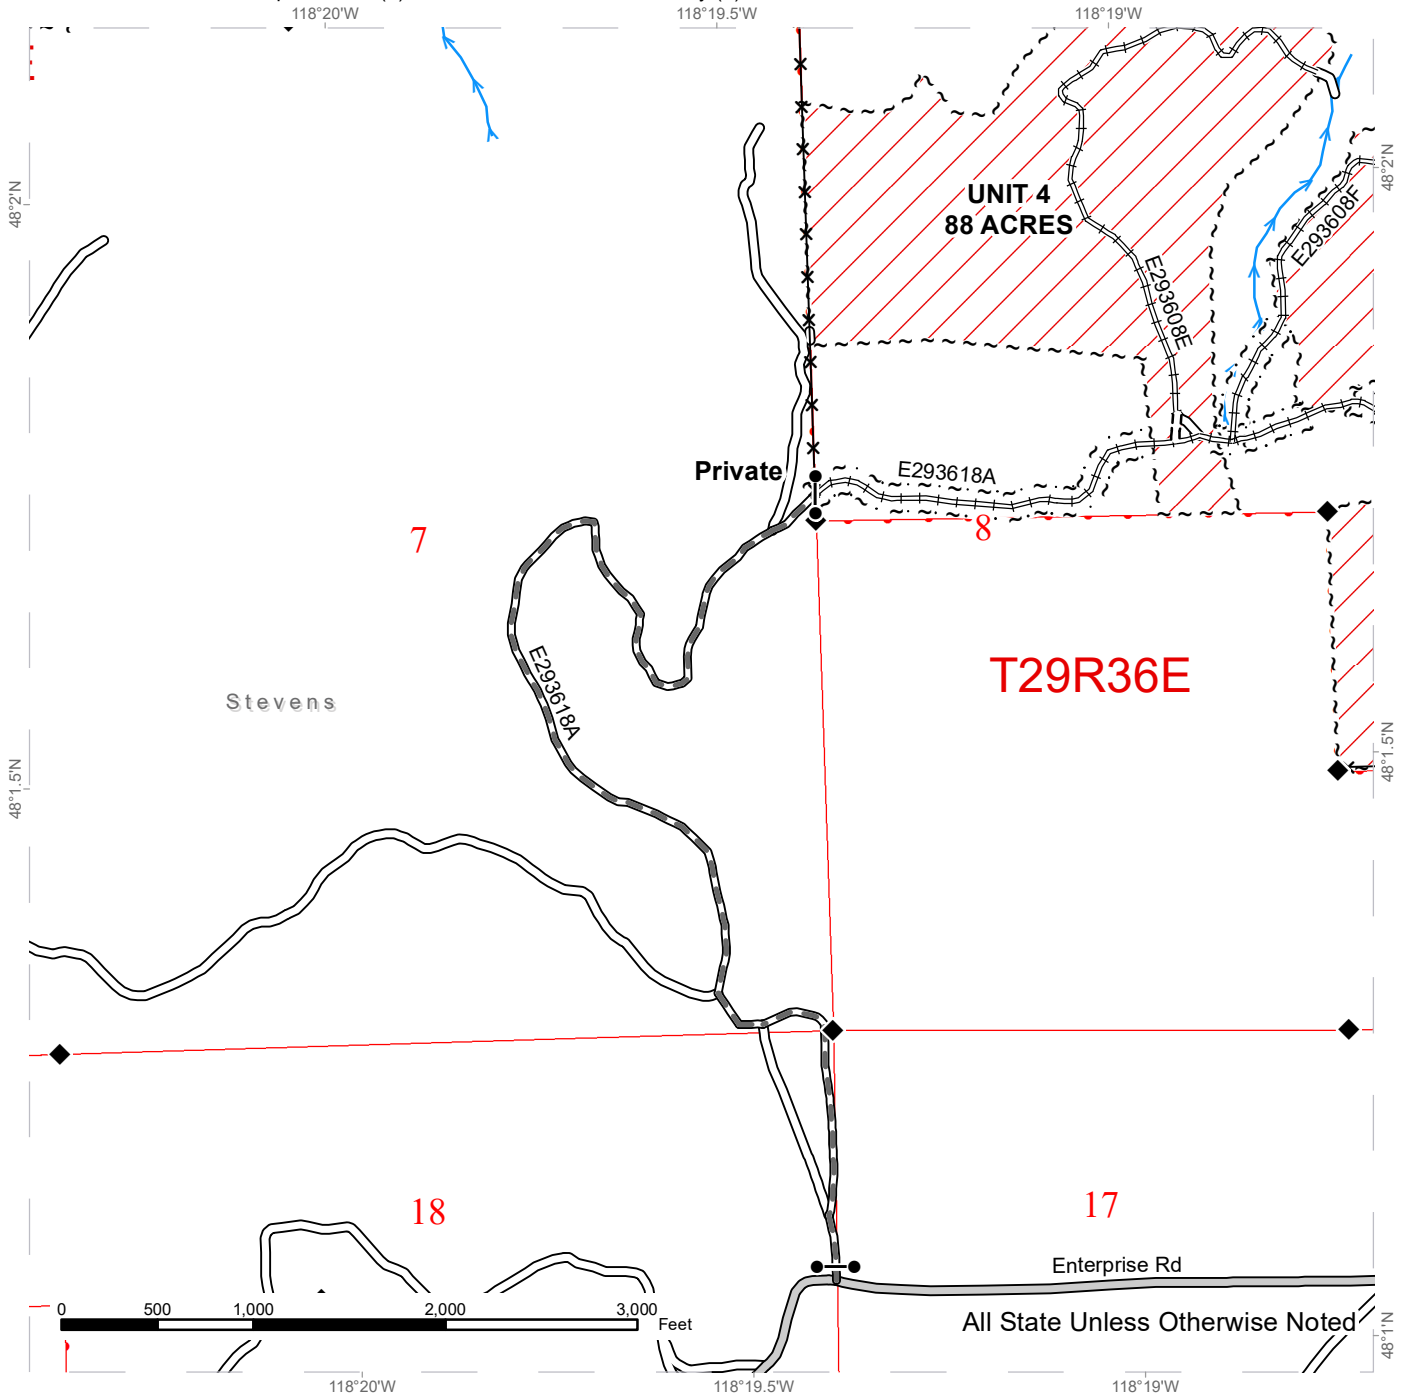 118°20'W
118°19.5'W
118°19'W
48°2'N
48°2'N
UNIT 4
88 ACRES
E293608F
E293608E
Private
E293618A
7
8
T29R36E
E293618A
Stevens
48°1.5'N
48°1.5'N
18
17
Enterprise Rd
0 500 1,000 2,000 3,000
Feet
All State Unless Otherwise Noted
48°1'N
118°20'W
118°19.5'W
118°19'W